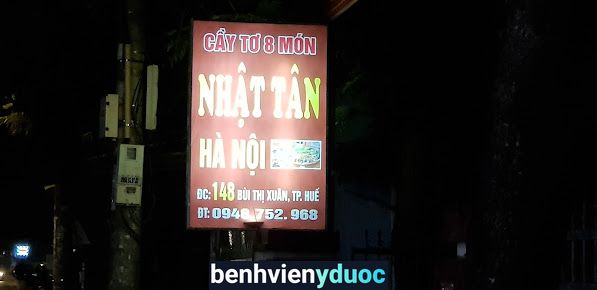 CẦY TƠ 8 MÓN
NHẬT TÂN
HÀ NỘI
ĐC: 148 BÙI THỊ XUÂN, TP. HUẾ
ĐT: 0948.752.968
benhvienyduoc